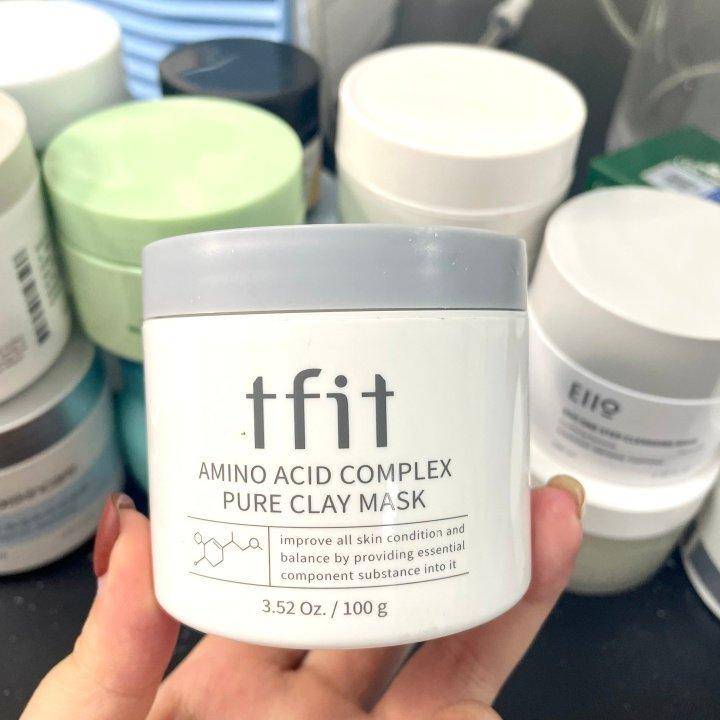 tfit
AMINO ACID COMPLEX
PURE CLAY MASK
improve all skin condition and
balance by providing essential
component substance into it
3.52 Oz. / 100 g
Ello